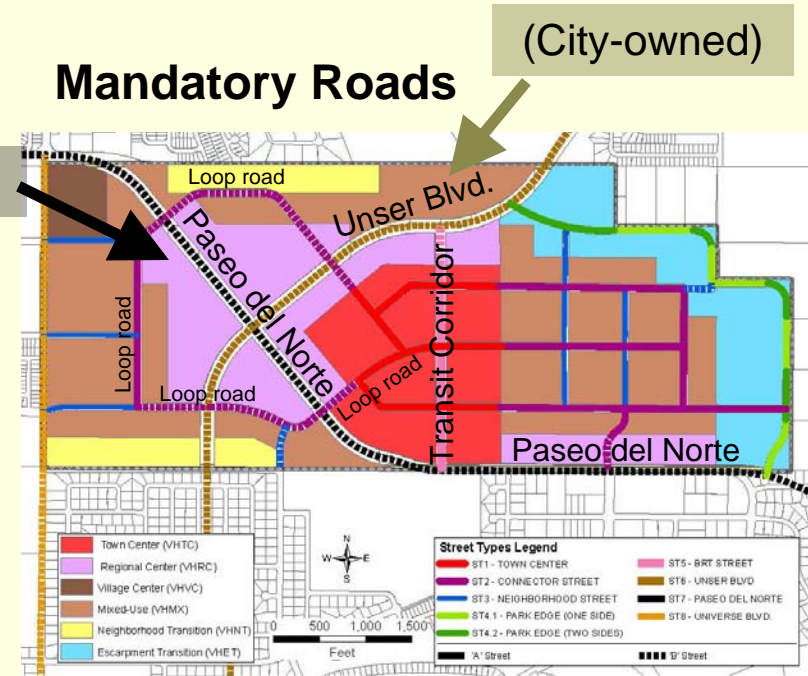 (City-owned)
Mandatory Roads
Loop road
Unser Blvd.
Paseo del Norte
Loop road
Loop road
Loop road
Transit Corridor
Paseo del Norte
Town Center (VHTC)
Regional Center (VHRC)
Village Center (VHVC)
Mixed-Use (VHMX)
Neighborhood Transition (VHNT)
Escarpment Transition (VHET)
N
W E
S
0 500 1,000 1,500
Feet
Street Types Legend
ST1 - TOWN CENTER
ST2 - CONNECTOR STREET
ST3 - NEIGHBORHOOD STREET
ST4.1 - PARK EDGE (ONE SIDE)
ST4.2 - PARK EDGE (TWO SIDES)
ST5 - BRT STREET
ST6 - UNSER BLVD
ST7 - PASEO DEL NORTE
ST8 - UNIVERSE BLVD.
'A' Street
'B' Street